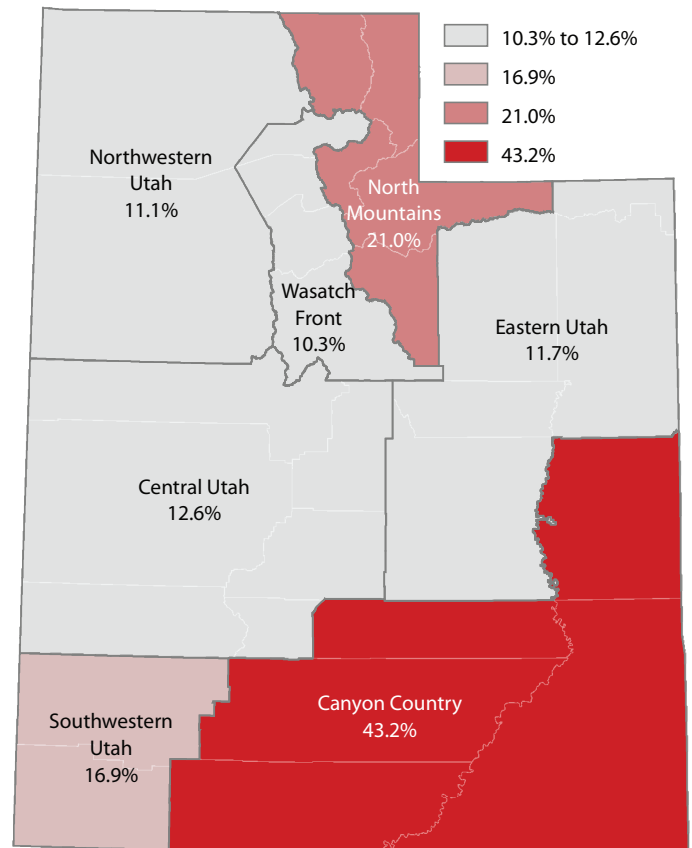 10.3% to 12.6%
16.9%
21.0%
43.2%
Northwestern
Utah
11.1%
North
Mountains
21.0%
Wasatch
Front
10.3%
Eastern Utah
11.7%
Central Utah
12.6%
Canyon Country
43.2%
Southwestern
Utah
16.9%